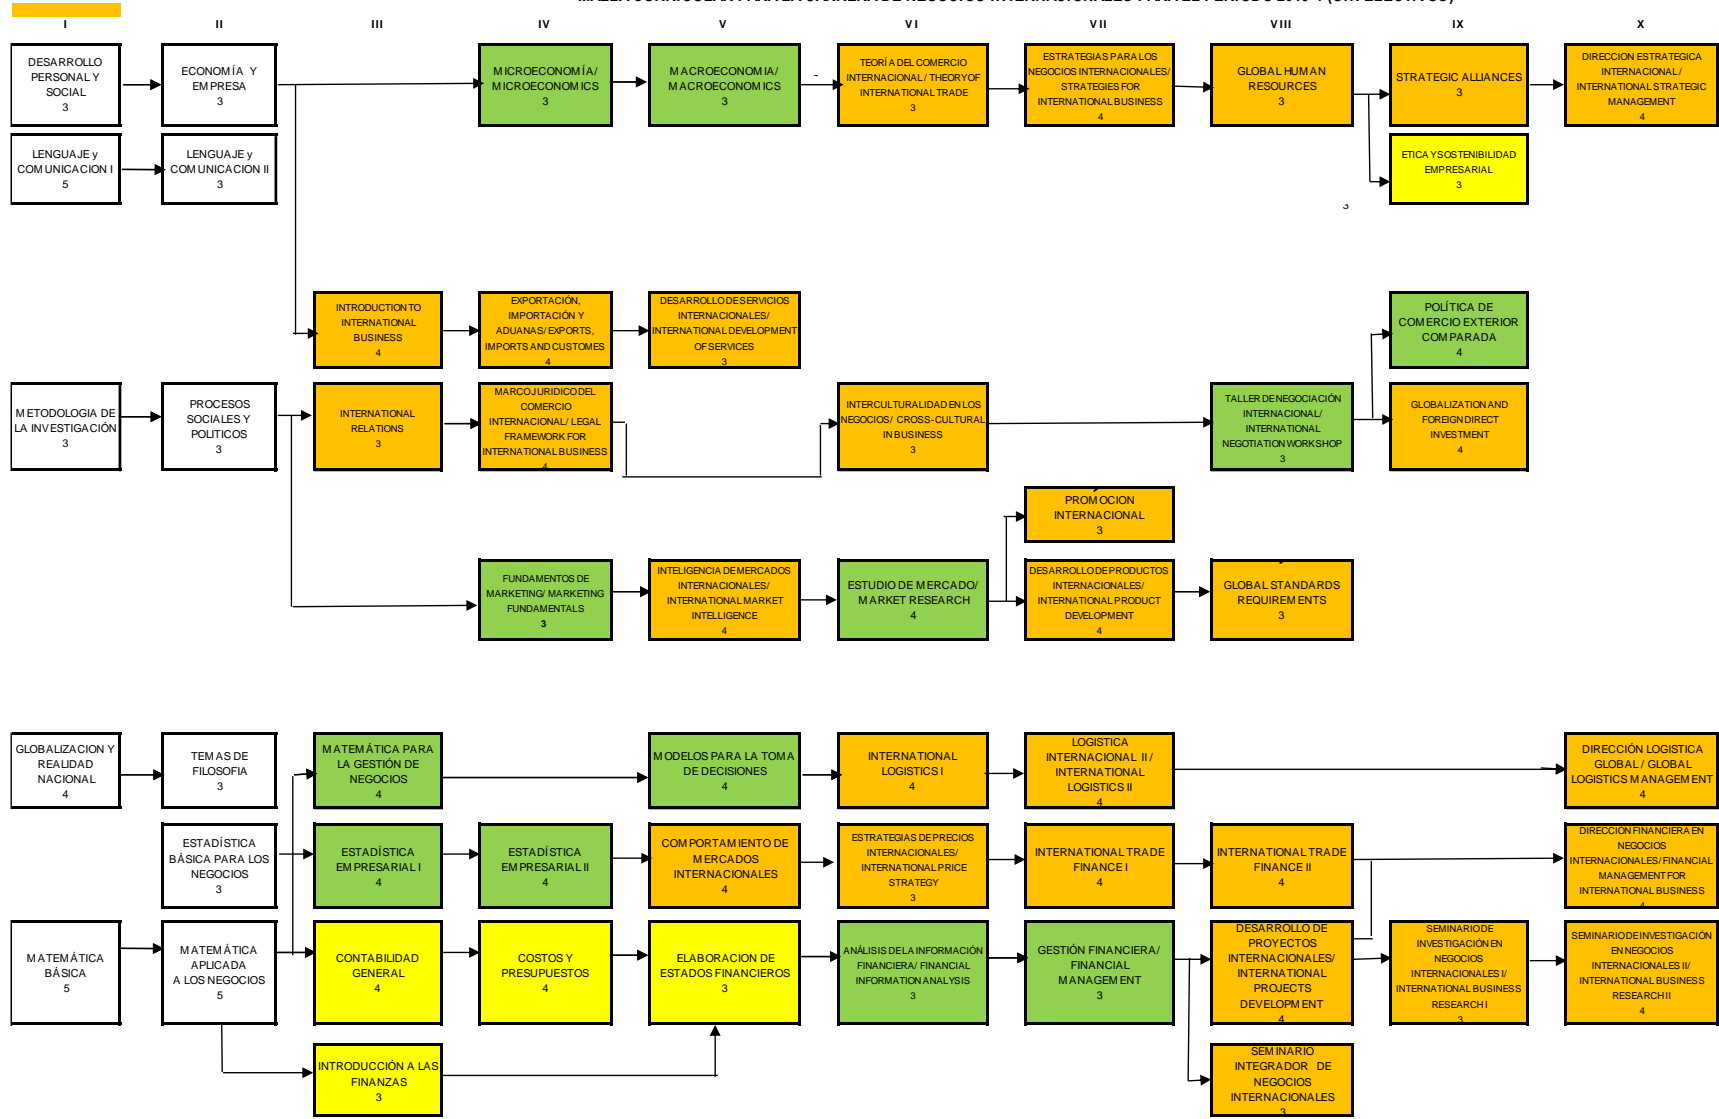 I II III IV V VI VII VIII IX X
DESARROLLO
PERSONAL Y
SOCIAL
3
ECONOMÍA Y
EMPRESA
3
MICROECONOMÍA/
MICROECONOMICS
3
MACROECONOMIA/
MACROECONOMICS
3
TEORÍA DEL COMERCIO
INTERNACIONAL / THEORY OF
INTERNATIONAL TRADE
3
ESTRATEGIAS PARA LOS
NEGOCIOS INTERNACIONALES/
STRATEGIES FOR
INTERNATIONAL BUSINESS
4
GLOBAL HUMAN
RESOURCES
3
STRATEGIC ALLIANCES
3
DIRECCION ESTRATEGICA
INTERNACIONAL /
INTERNATIONAL STRATEGIC
MANAGEMENT
4
LENGUAJE y
COMUNICACION I
5
LENGUAJE y
COMUNICACION II
3
ETICA Y SOSTENIBILIDAD
EMPRESARIAL
3
3
INTRODUCTION TO
INTERNATIONAL
BUSINESS
4
EXPORTACIÓN,
IMPORTACIÓN Y
ADUANAS/ EXPORTS,
IMPORTS AND CUSTOMES
4
DESARROLLO DE SERVICIOS
INTERNACIONALES/
INTERNATIONAL DEVELOPMENT
OF SERVICES
3
POLÍTICA DE
COMERCIO EXTERIOR
COMPARADA
4
METODOLOGIA DE
LA INVESTIGACIÓN
3
PROCESOS
SOCIALES Y
POLITICOS
3
INTERNATIONAL
RELATIONS
3
MARCO JURIDICO DEL
COMERCIO
INTERNACIONAL/ LEGAL
FRAMEWORK FOR
INTERNATIONAL BUSINESS
4
INTERCULTURALIDAD EN LOS
NEGOCIOS/ CROSS-CULTURAL
IN BUSINESS
3
TALLER DE NEGOCIACIÓN
INTERNACIONAL/
INTERNATIONAL
NEGOTIATION WORKSHOP
3
GLOBALIZATION AND
FOREIGN DIRECT
INVESTMENT
4
PROMOCION
INTERNACIONAL
3
FUNDAMENTOS DE
MARKETING/ MARKETING
FUNDAMENTALS
3
INTELIGENCIA DE MERCADOS
INTERNACIONALES/
INTERNATIONAL MARKET
INTELLIGENCE
4
ESTUDIO DE MERCADO/
MARKET RESEARCH
4
DESARROLLO DE PRODUCTOS
INTERNACIONALES/
INTERNATIONAL PRODUCT
DEVELOPMENT
4
GLOBAL STANDARDS
REQUIREMENTS
3
GLOBALIZACION Y
REALIDAD
NACIONAL
4
TEMAS DE
FILOSOFIA
3
MATEMÁTICA PARA
LA GESTIÓN DE
NEGOCIOS
4
MODELOS PARA LA TOMA
DE DECISIONES
4
INTERNATIONAL
LOGISTICS I
4
LOGISTICA
INTERNACIONAL II /
INTERNATIONAL
LOGISTICS II
4
DIRECCIÓN LOGISTICA
GLOBAL / GLOBAL
LOGISTICS MANAGEMENT
4
ESTADÍSTICA
BÁSICA PARA LOS
NEGOCIOS
3
ESTADÍSTICA
EMPRESARIAL I
4
ESTADÍSTICA
EMPRESARIAL II
4
COMPORTAMIENTO DE
MERCADOS
INTERNACIONALES
4
ESTRATEGIAS DE PRECIOS
INTERNACIONALES/
INTERNATIONAL PRICE
STRATEGY
3
INTERNATIONAL TRADE
FINANCE I
4
INTERNATIONAL TRADE
FINANCE II
4
DIRECCIÓN FINANCIERA EN
NEGOCIOS
INTERNACIONALES/ FINANCIAL
MANAGEMENT FOR
INTERNATIONAL BUSINESS
4
MATEMÁTICA
BÁSICA
5
MATEMÁTICA
APLICADA
A LOS NEGOCIOS
5
CONTABILIDAD
GENERAL
4
COSTOS Y
PRESUPUESTOS
4
ELABORACION DE
ESTADOS FINANCIEROS
3
ANÁLISIS DE LA INFORMACIÓN
FINANCIERA/ FINANCIAL
INFORMATION ANALYSIS
3
GESTIÓN FINANCIERA/
FINANCIAL
MANAGEMENT
3
DESARROLLO DE
PROYECTOS
INTERNACIONALES/
INTERNATIONAL
PROJECTS
DEVELOPMENT
4
SEMINARIO DE
INVESTIGACIÓN EN
NEGOCIOS
INTERNACIONALES I/
INTERNATIONAL BUSINESS
RESEARCH I
3
SEMINARIO DE INVESTIGACIÓN
EN NEGOCIOS
INTERNACIONALES II/
INTERNATIONAL BUSINESS
RESEARCH II
4
INTRODUCCIÓN A LAS
FINANZAS
3
SEMINARIO
INTEGRADOR DE
NEGOCIOS
INTERNACIONALES
3